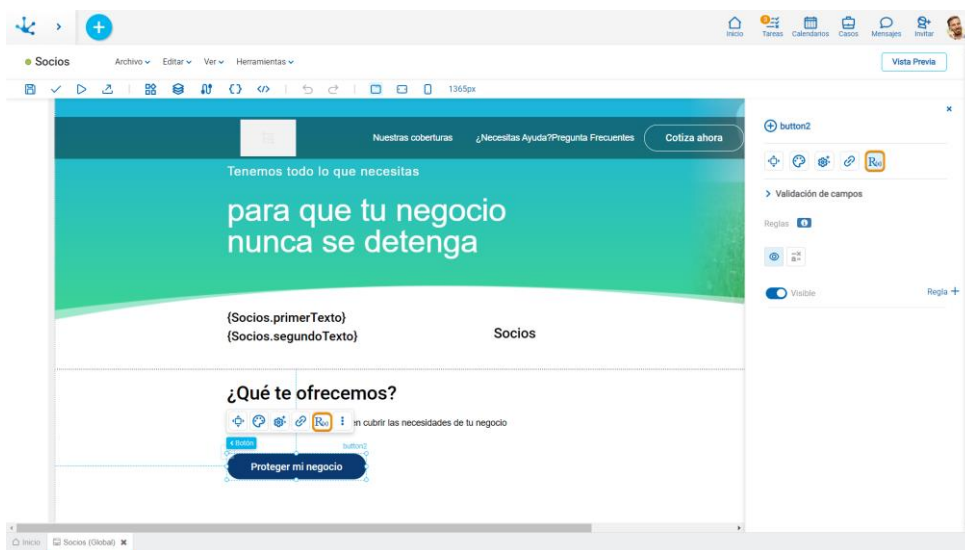 Inicio
8
Tareas
Calendarios
Casos
Mensajes
Invitar
Socios
Archivo
Editar
Ver
Herramientas
Vista Previa
1365px
Nuestras coberturas
¿Necesitas Ayuda?Pregunta Frecuentes
Cotiza ahora
Tenemos todo lo que necesitas
para que tu negocio
nunca se detenga
{Socios.primerTexto}
{Socios.segundoTexto}
Socios
¿Qué te ofrecemos?
en cubrir las necesidades de tu negocio
Botón
button2
Proteger mi negocio
button2
Validación de campos
Reglas
Visible
Regla
Inicio
Socios (Global)